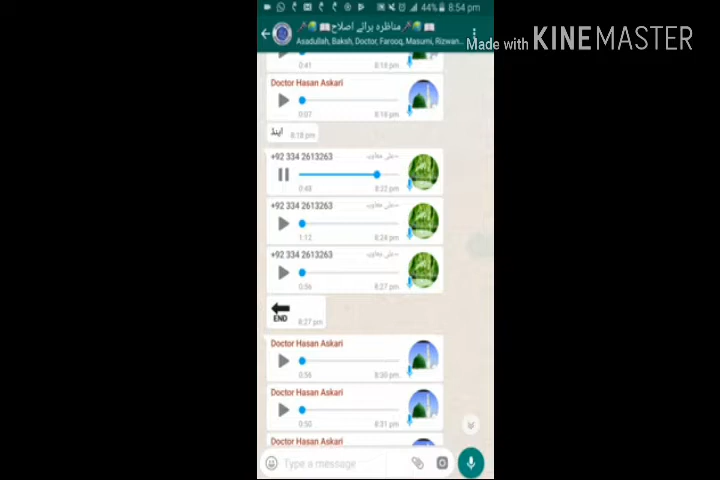 8:54 pm
44%
مناظرہ برائے اصلاح
Asadullah, Baksh, Doctor, Farooq, Masumi, Rizwan...
Made with KINEMASTER
0:41 8:18 pm
Doctor Hasan Askari
0:07 8:18 pm
اینڈ 8:18 pm
+92 334 2613263
0:48 8:22 pm
+92 334 2613263
1:12 8:24 pm
+92 334 2613263
0:56 8:27 pm
END
8:27 pm
Doctor Hasan Askari
0:56 8:30 pm
Doctor Hasan Askari
0:50 8:31 pm
Doctor Hasan Askari
Type a message